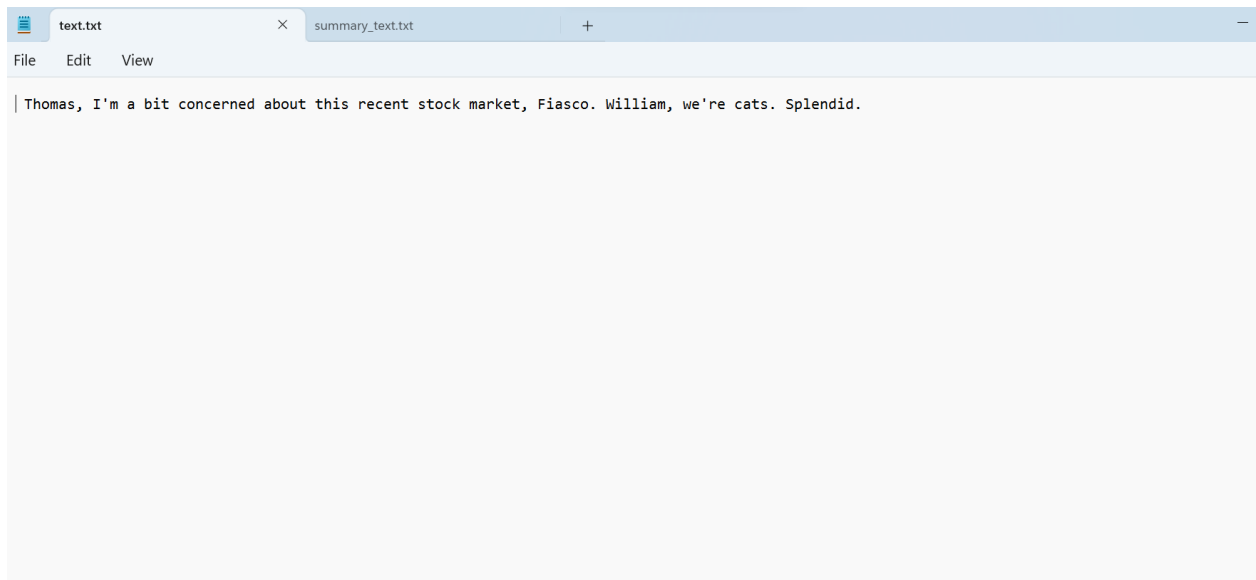 text.txt
summary_text.txt
File Edit View
Thomas, I'm a bit concerned about this recent stock market, Fiasco. William, we're cats. Splendid.